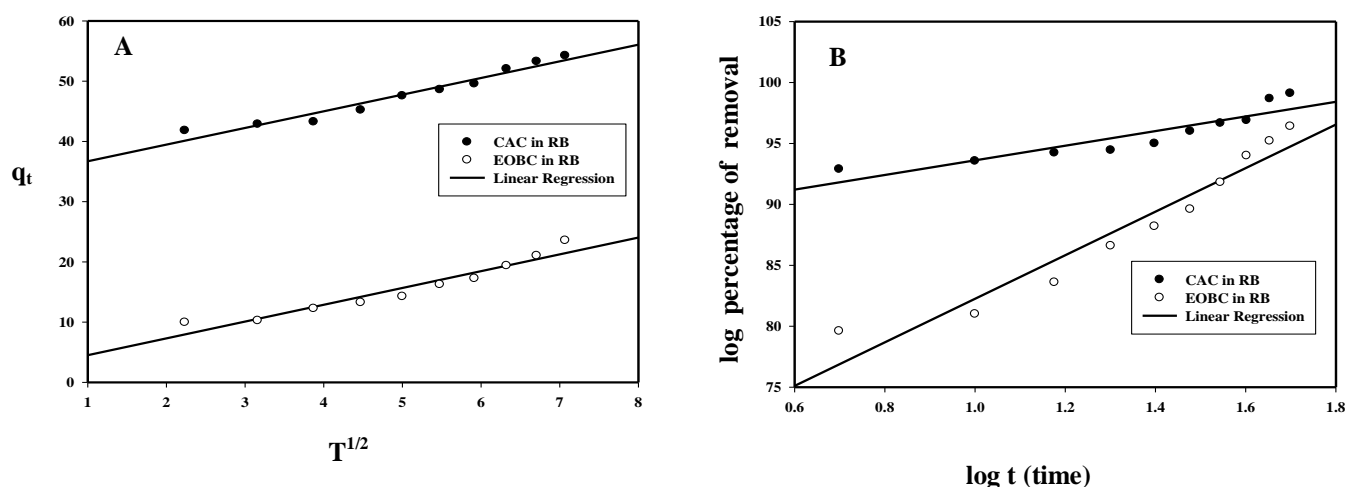 A
60
50
40
30
20
10
0
q_t
CAC in RB
EOBC in RB
Linear Regression
1 2 3 4 5 6 7 8
T^1/2
B
105
100
95
90
85
80
75
log percentage of removal
CAC in RB
EOBC in RB
Linear Regression
0.6 0.8 1.0 1.2 1.4 1.6 1.8
log t (time)